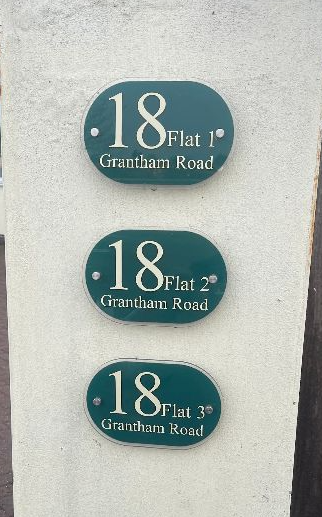 18 Flat 1
Grantham Road
18 Flat 2
Grantham Road
18 Flat 3
Grantham Road